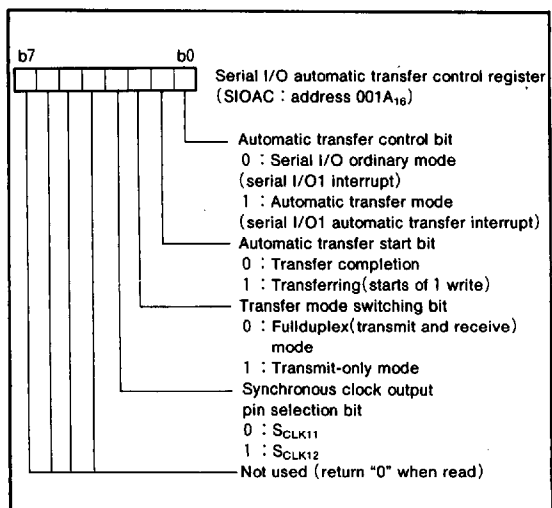 b7 b0
Serial I/O automatic transfer control register
(SIOAC : address 001A₁₆)
Automatic transfer control bit
0 : Serial I/O ordinary mode
(serial I/O1 interrupt)
1 : Automatic transfer mode
(serial I/O1 automatic transfer interrupt)
Automatic transfer start bit
0 : Transfer completion
1 : Transferring(starts of 1 write)
Transfer mode switching bit
0 : Fullduplex(transmit and receive)
mode
1 : Transmit-only mode
Synchronous clock output
pin selection bit
0 : S_CLK11
1 : S_CLK12
Not used (return "0" when read)